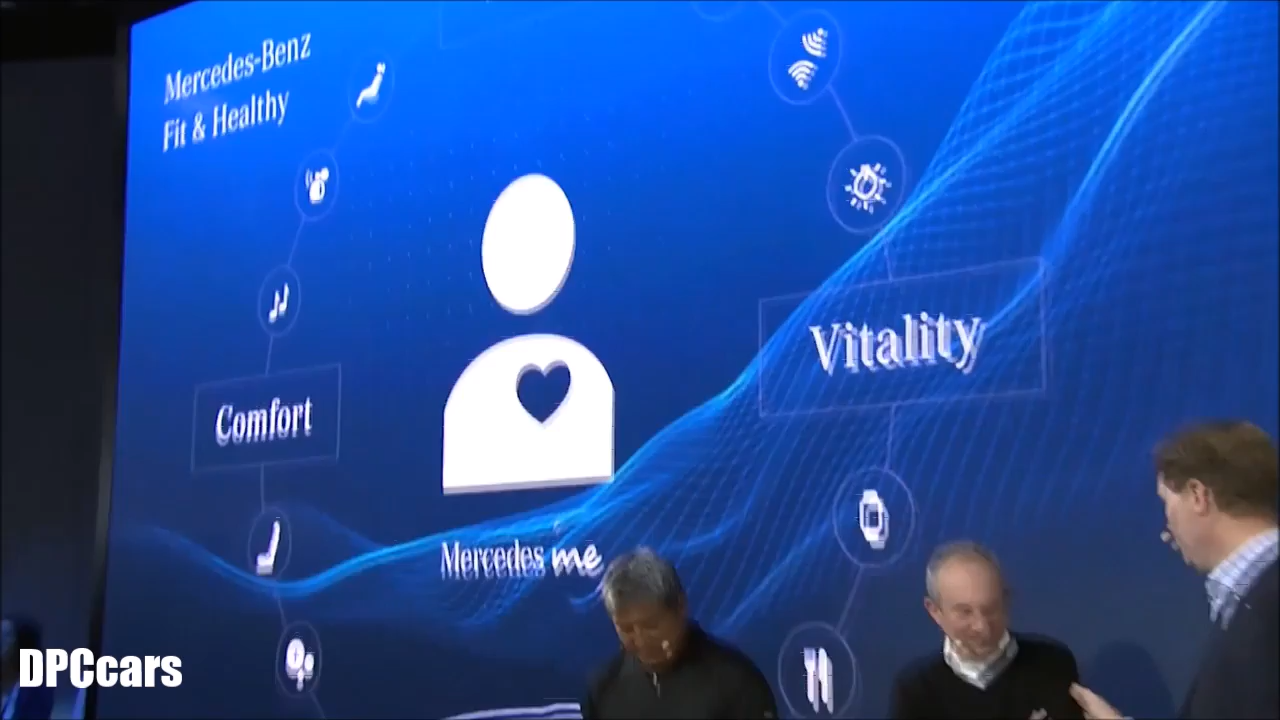 Mercedes-Benz
Fit & Healthy
Vitality
Comfort
Mercedes me
DPCcars